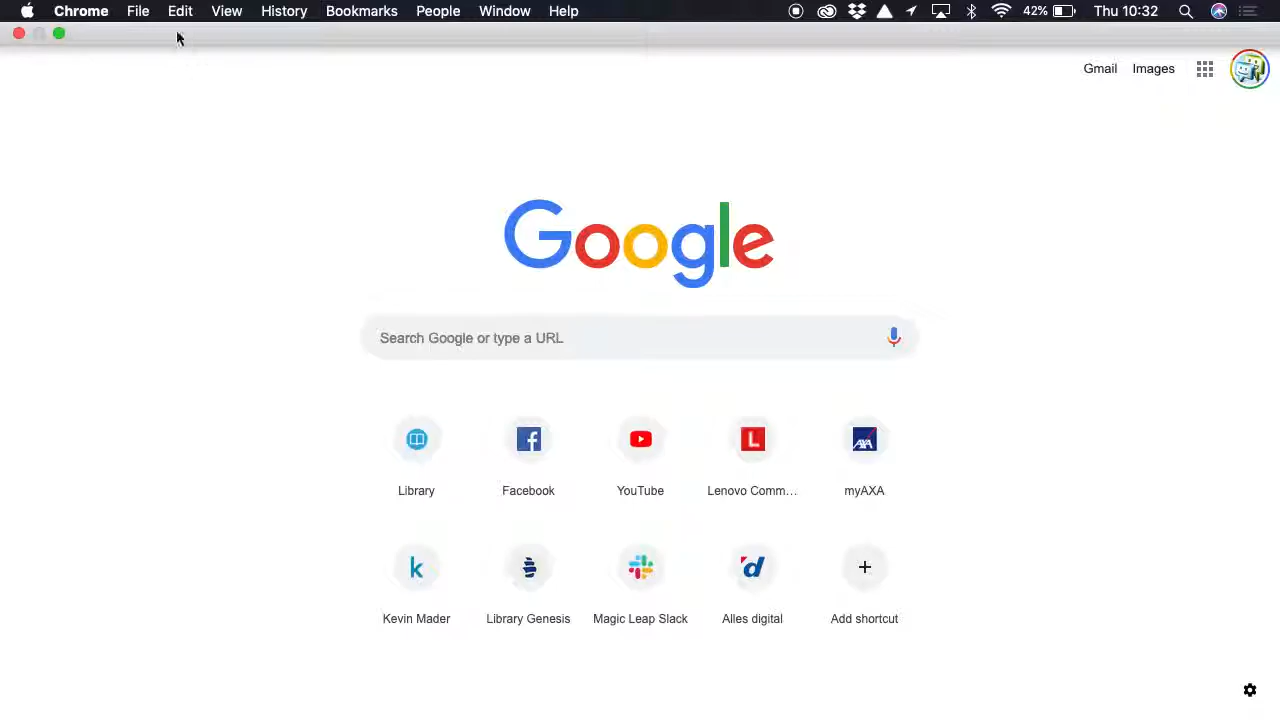 Chrome File Edit View History Bookmarks People Window Help 42% Thu 10:32
Gmail Images
Google
Search Google or type a URL
L AXA
Library Facebook YouTube Lenovo Comm... myAXA
k d
Kevin Mader Library Genesis Magic Leap Slack Alles digital Add shortcut